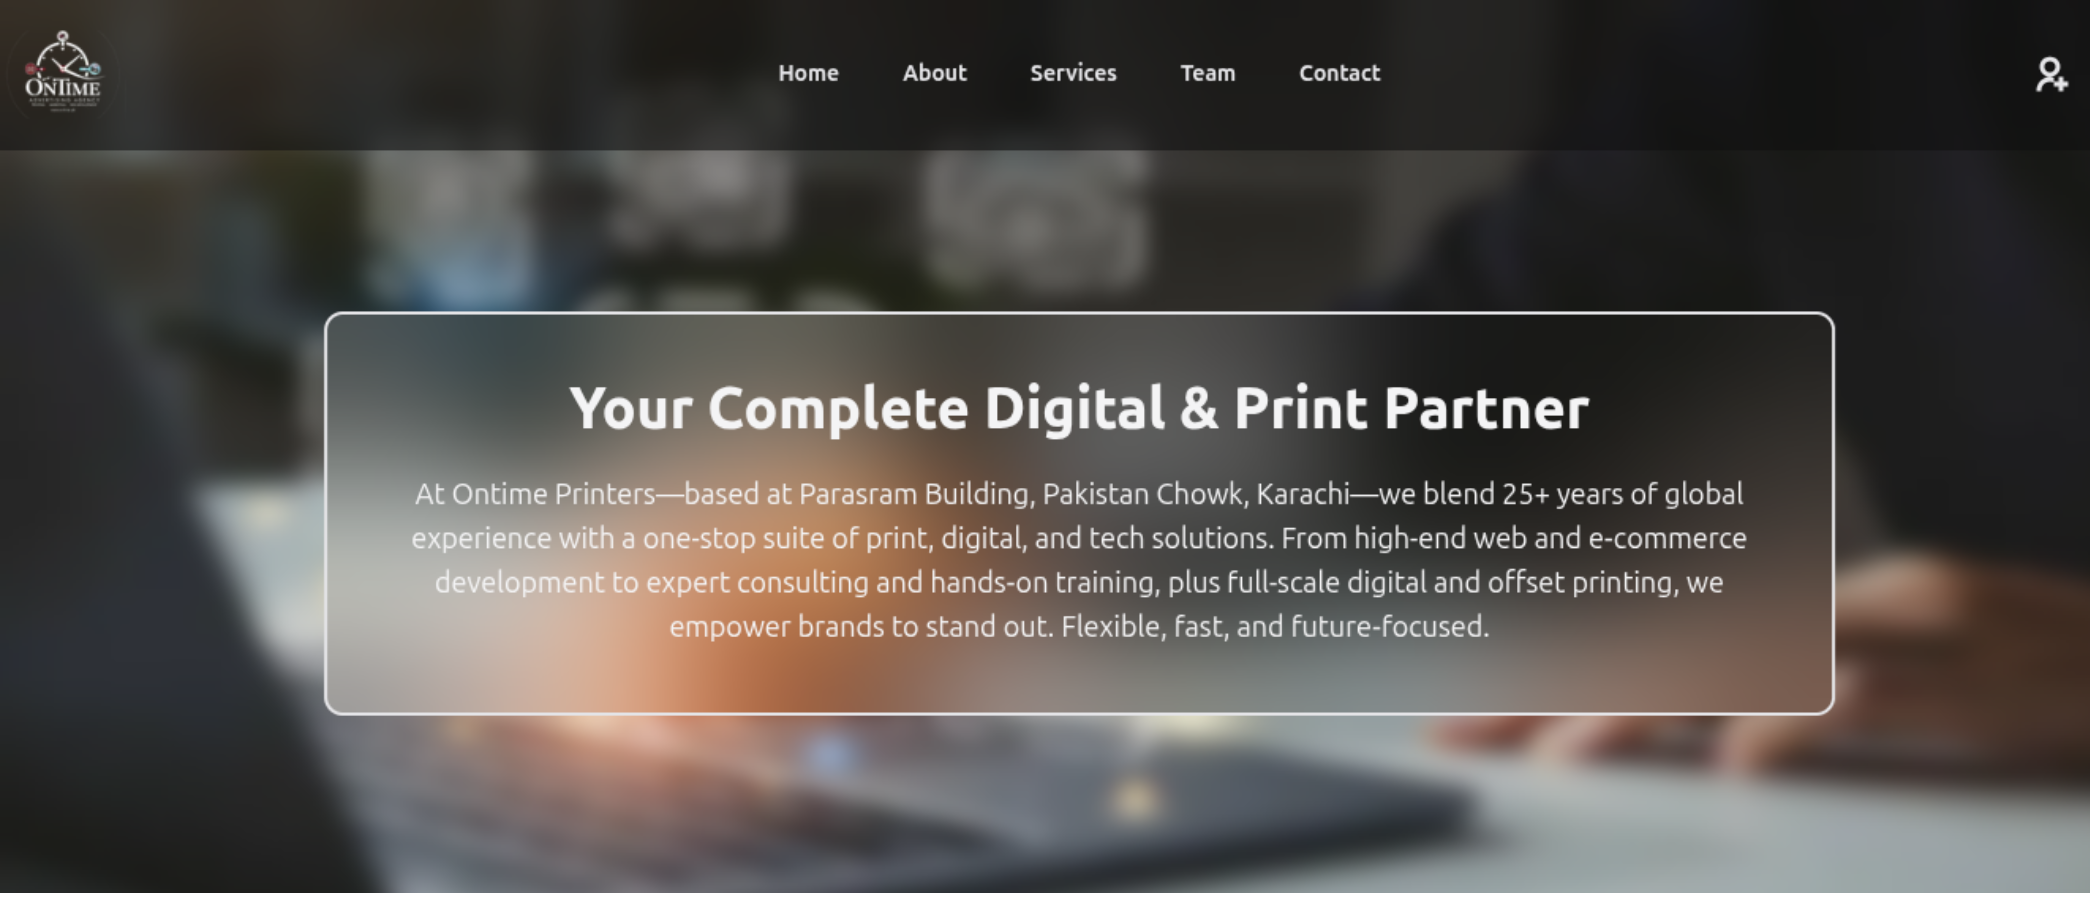 ONTIME
ADVERTISING AGENCY
Home
About
Services
Team
Contact
Your Complete Digital & Print Partner
At Ontime Printers—based at Parasram Building, Pakistan Chowk, Karachi—we blend 25+ years of global
experience with a one-stop suite of print, digital, and tech solutions. From high-end web and e-commerce
development to expert consulting and hands-on training, plus full-scale digital and offset printing, we
empower brands to stand out. Flexible, fast, and future-focused.